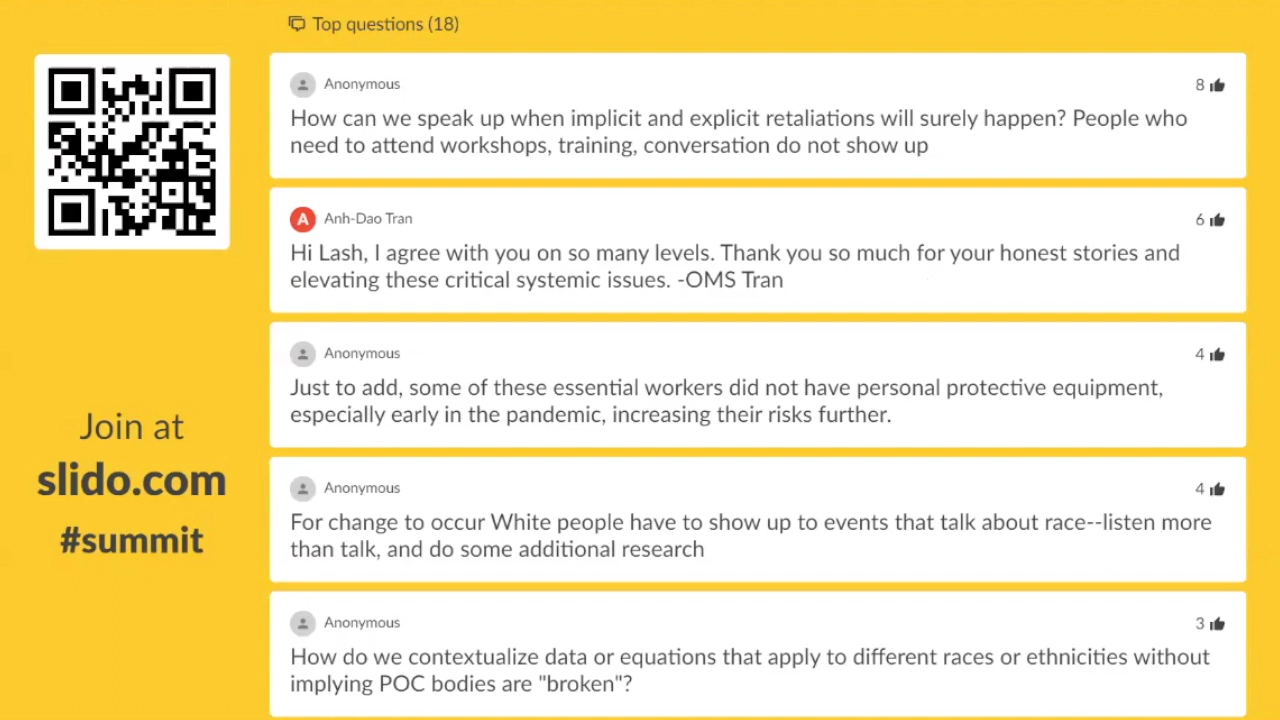 Top questions (18)
Anonymous
8
How can we speak up when implicit and explicit retaliations will surely happen? People who
need to attend workshops, training, conversation do not show up
A
Anh-Dao Tran
6
Hi Lash, I agree with you on so many levels. Thank you so much for your honest stories and
elevating these critical systemic issues. -OMS Tran
Anonymous
4
Just to add, some of these essential workers did not have personal protective equipment,
especially early in the pandemic, increasing their risks further.
Anonymous
4
For change to occur White people have to show up to events that talk about race--listen more
than talk, and do some additional research
Anonymous
3
How do we contextualize data or equations that apply to different races or ethnicities without
implying POC bodies are "broken"?
Join at
slido.com
#summit